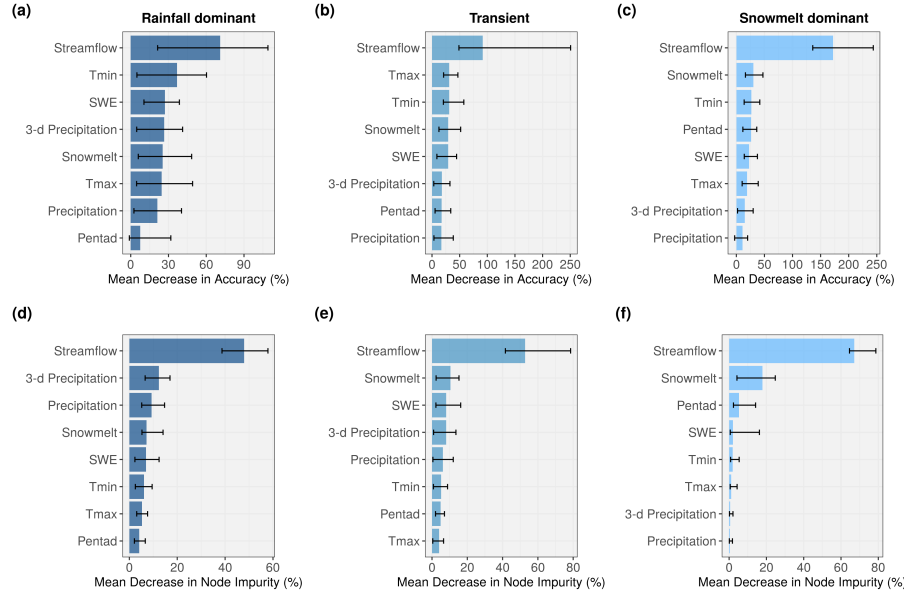 (a)
Rainfall dominant
Streamflow
Tmin
SWE
3-d Precipitation
Snowmelt
Tmax
Precipitation
Pentad
0 30 60 90
Mean Decrease in Accuracy (%)
(b)
Transient
Streamflow
Tmax
Tmin
Snowmelt
SWE
3-d Precipitation
Pentad
Precipitation
0 50 100 150 200 250
Mean Decrease in Accuracy (%)
(c)
Snowmelt dominant
Streamflow
Snowmelt
Tmin
Pentad
SWE
Tmax
3-d Precipitation
Precipitation
0 50 100 150 200 250
Mean Decrease in Accuracy (%)
(d)
Streamflow
3-d Precipitation
Precipitation
Snowmelt
SWE
Tmin
Tmax
Pentad
0 20 40 60
Mean Decrease in Node Impurity (%)
(e)
Streamflow
Snowmelt
SWE
3-d Precipitation
Precipitation
Tmin
Pentad
Tmax
0 20 40 60 80
Mean Decrease in Node Impurity (%)
(f)
Streamflow
Snowmelt
Pentad
SWE
Tmin
Tmax
3-d Precipitation
Precipitation
0 20 40 60 80
Mean Decrease in Node Impurity (%)